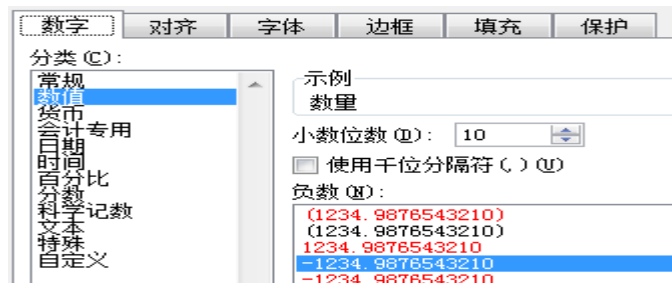 数字 对齐 字体 边框 填充 保护
分类(C):
常规
数值
货币
会计专用
日期
时间
百分比
分数
科学记数
文本
特殊
自定义
示例
数量
小数位数(D): 10
使用千位分隔符(,)(U)
负数(N):
(1234.9876543210)
(1234.9876543210)
1234.9876543210
-1234.9876543210
-1234.9876543210